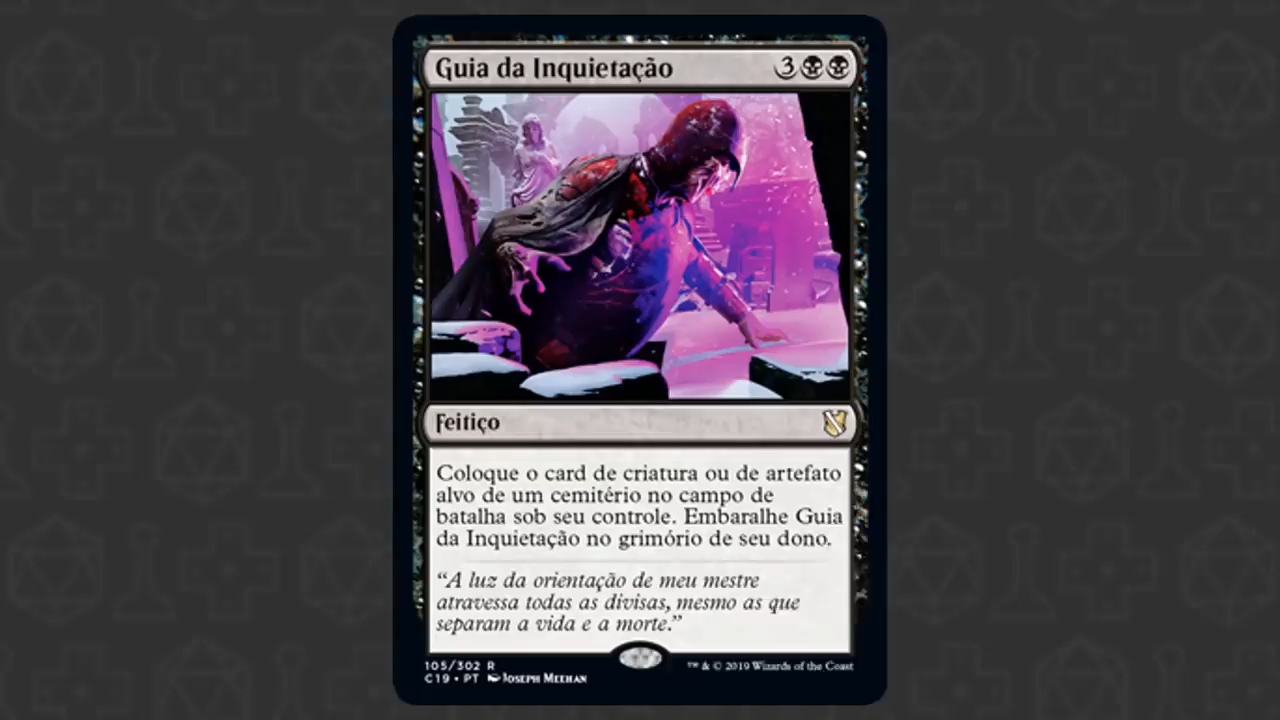 Guia da Inquietação 3
Feitiço
Coloque o card de criatura ou de artefato
alvo de um cemitério no campo de
batalha sob seu controle. Embaralhe Guia
da Inquietação no grimório de seu dono.
“A luz da orientação de meu mestre
atravessa todas as divisas, mesmo as que
separam a vida e a morte.”
105/302 R
C19 • PT Joseph Meehan
™ & © 2019 Wizards of the Coast